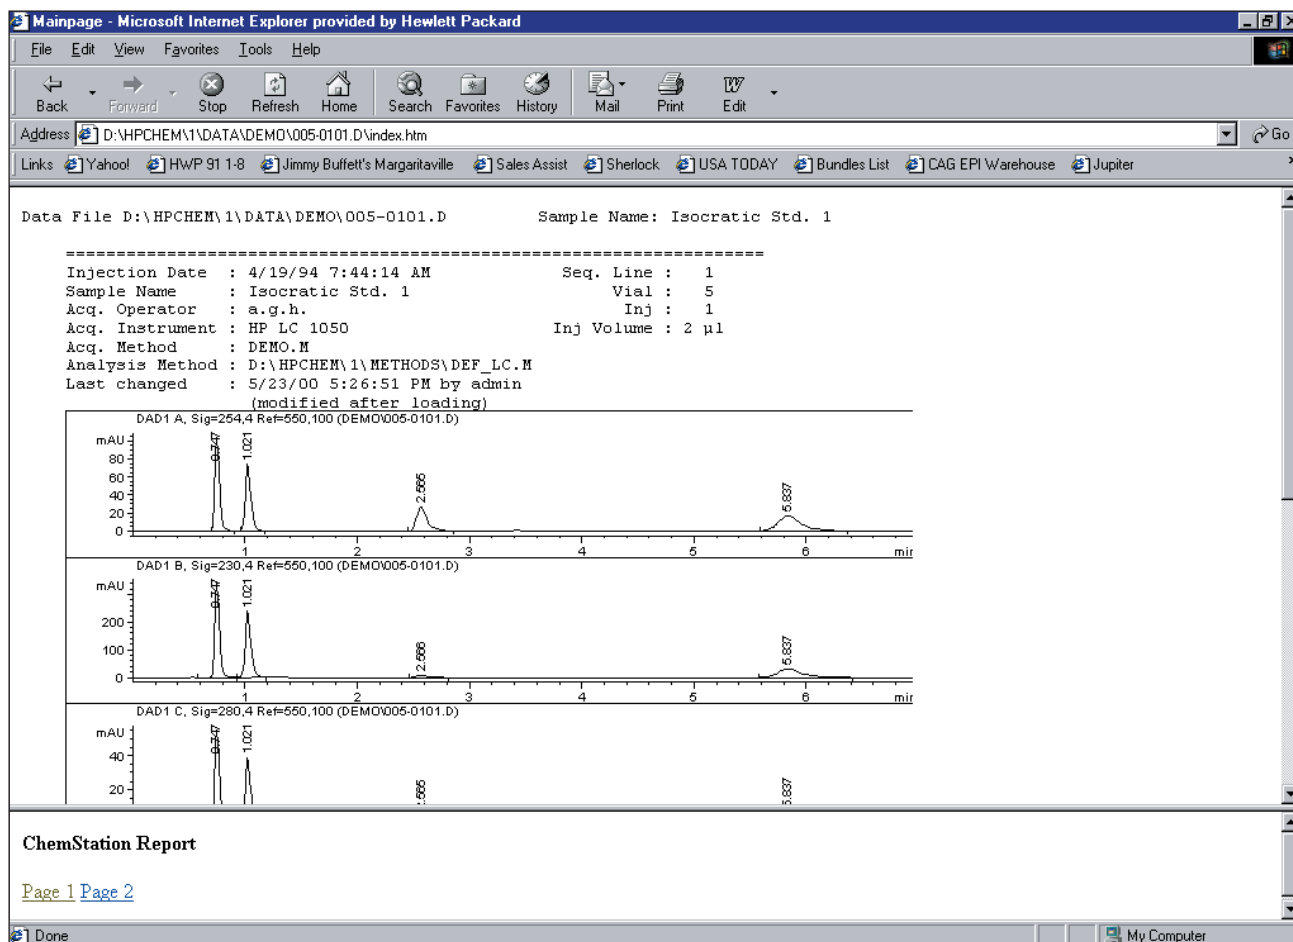 Mainpage - Microsoft Internet Explorer provided by Hewlett Packard
File Edit View Favorites Tools Help
Back Forward Stop Refresh Home Search Favorites History Mail Print Edit
Address D:\HPCHEM\1\DATA\DEMO\005-0101.D\index.htm Go
Links Yahoo! HWP 91 1-8 Jimmy Buffett's Margaritaville Sales Assist Sherlock USA TODAY Bundles List CAG EPI Warehouse Jupiter
Data File D:\HPCHEM\1\DATA\DEMO\005-0101.D Sample Name: Isocratic Std. 1
=====================================================================
Injection Date : 4/19/94 7:44:14 AM Seq. Line : 1
Sample Name : Isocratic Std. 1 Vial : 5
Acq. Operator : a.g.h. Inj : 1
Acq. Instrument : HP LC 1050 Inj Volume : 2 µl
Acq. Method : DEMO.M
Analysis Method : D:\HPCHEM\1\METHODS\DEF_LC.M
Last changed : 5/23/00 5:26:51 PM by admin
(modified after loading)
DAD1 A, Sig=254,4 Ref=550,100 (DEMO\005-0101.D)
mAU
0.747
1.021
80
60
2.565
5.837
40
20
0
1 2 3 4 5 6 min
DAD1 B, Sig=230,4 Ref=550,100 (DEMO\005-0101.D)
mAU
0.747
1.021
200
100
2.566
5.837
0
1 2 3 4 5 6 min
DAD1 C, Sig=280,4 Ref=550,100 (DEMO\005-0101.D)
mAU
0.747
1.021
40
20
.565
5.837
ChemStation Report
Page 1 Page 2
Done My Computer